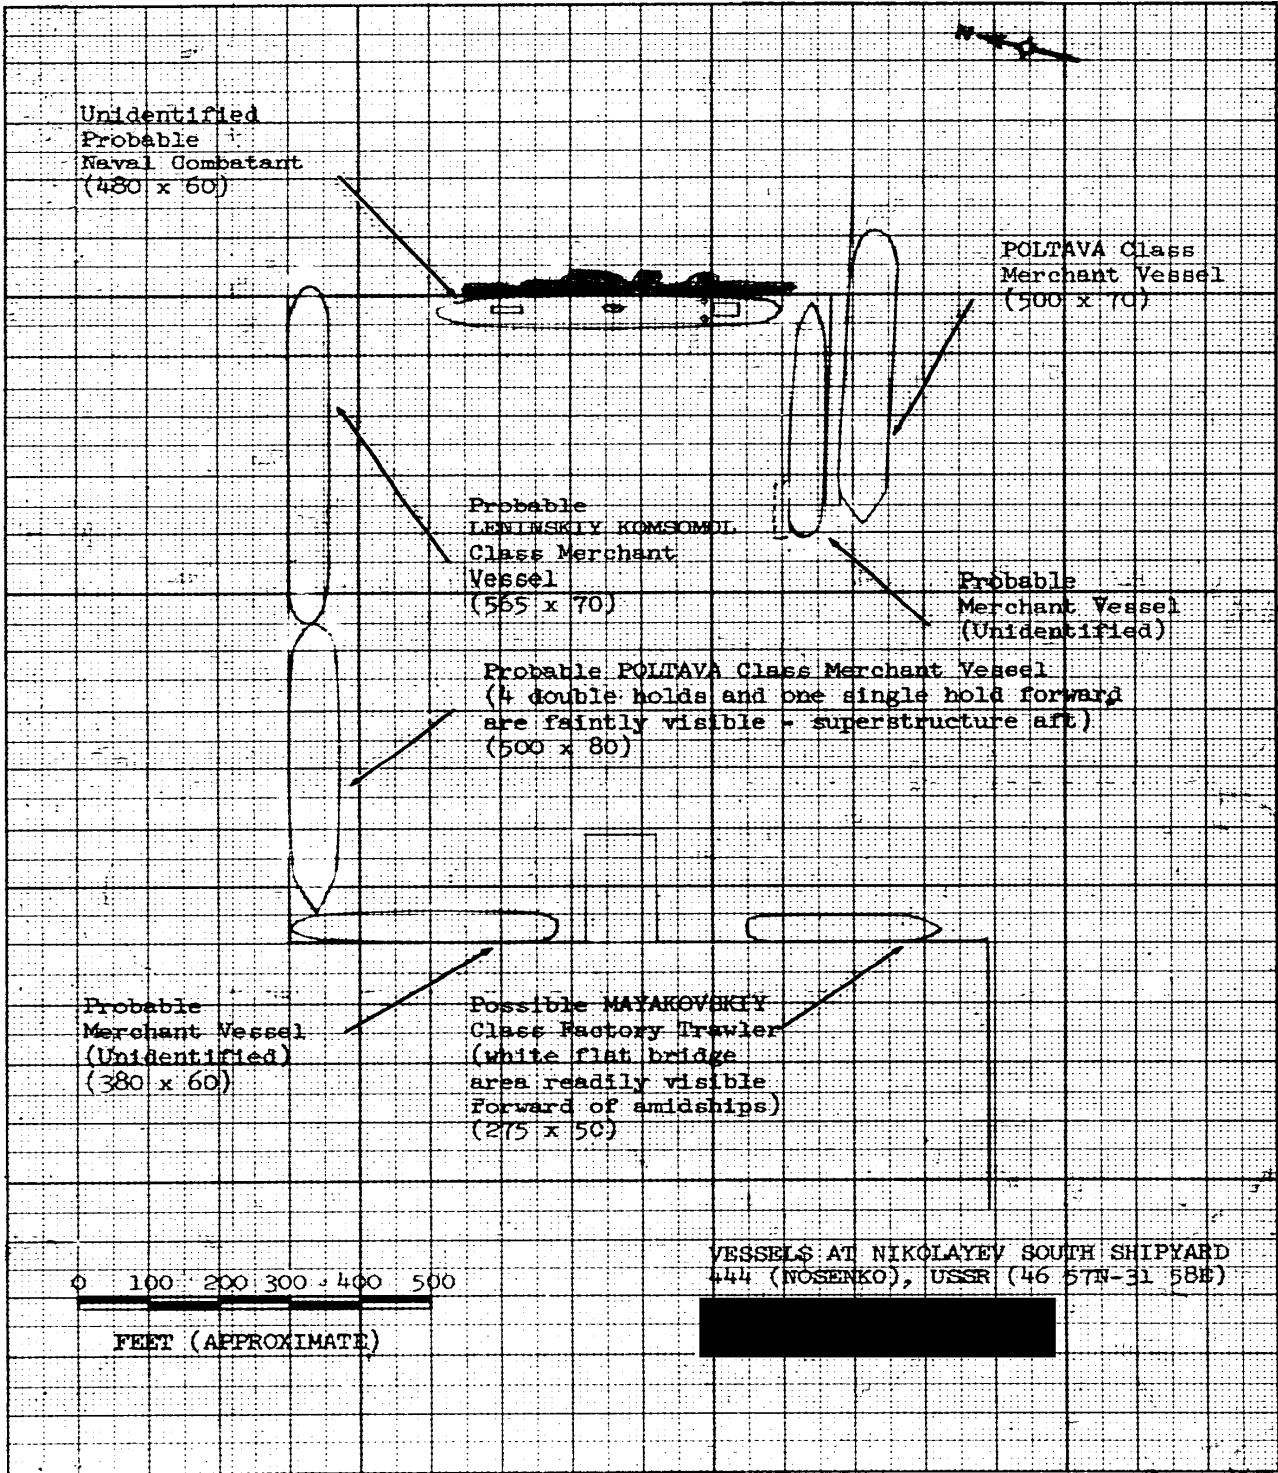 N
Unidentified
Probable
Naval Combatant
(480 x 60)
POLTAVA Class
Merchant Vessel
(500 x 70)
Probable
LENINSKIY KOMSOMOL
Class Merchant
Vessel
(565 x 70)
Probable
Merchant Vessel
(Unidentified)
Probable POLTAVA Class Merchant Vessel
(4 double holds and one single hold forward
are faintly visible - superstructure aft)
(500 x 80)
Probable
Merchant Vessel
(Unidentified)
(380 x 60)
Possible MAYAKOVSKIY
Class Factory Trawler
(white flat bridge
area readily visible
forward of amidships)
(275 x 50)
VESSELS AT NIKOLAYEV SOUTH SHIPYARD
444 (NOSENKO), USSR (46 57N-31 58E)
0 100 200 300 400 500
FEET (APPROXIMATE)